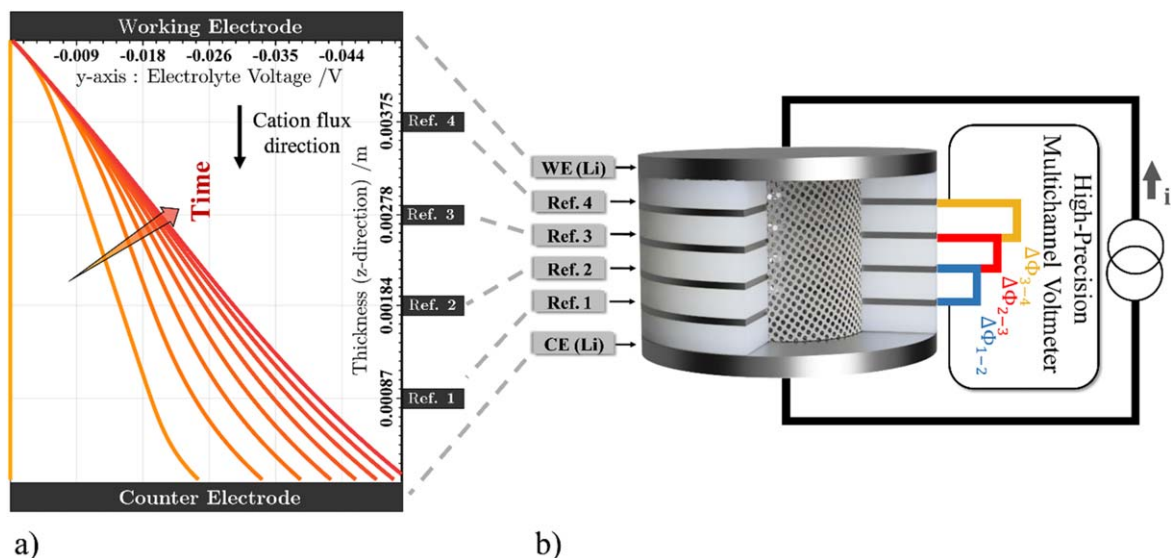 Working Electrode
-0.009 -0.018 -0.026 -0.035 -0.044
y-axis : Electrolyte Voltage /V
Cation flux
direction
Time
Thickness (z-direction) /m
0.00375
0.00278
0.00184
0.00087
Ref. 4
Ref. 3
Ref. 2
Ref. 1
Counter Electrode
a)
WE (Li)
Ref. 4
Ref. 3
Ref. 2
Ref. 1
CE (Li)
High-Precision
Multichannel Voltmeter
ΔΦ3−4
ΔΦ2−3
ΔΦ1−2
i
b)